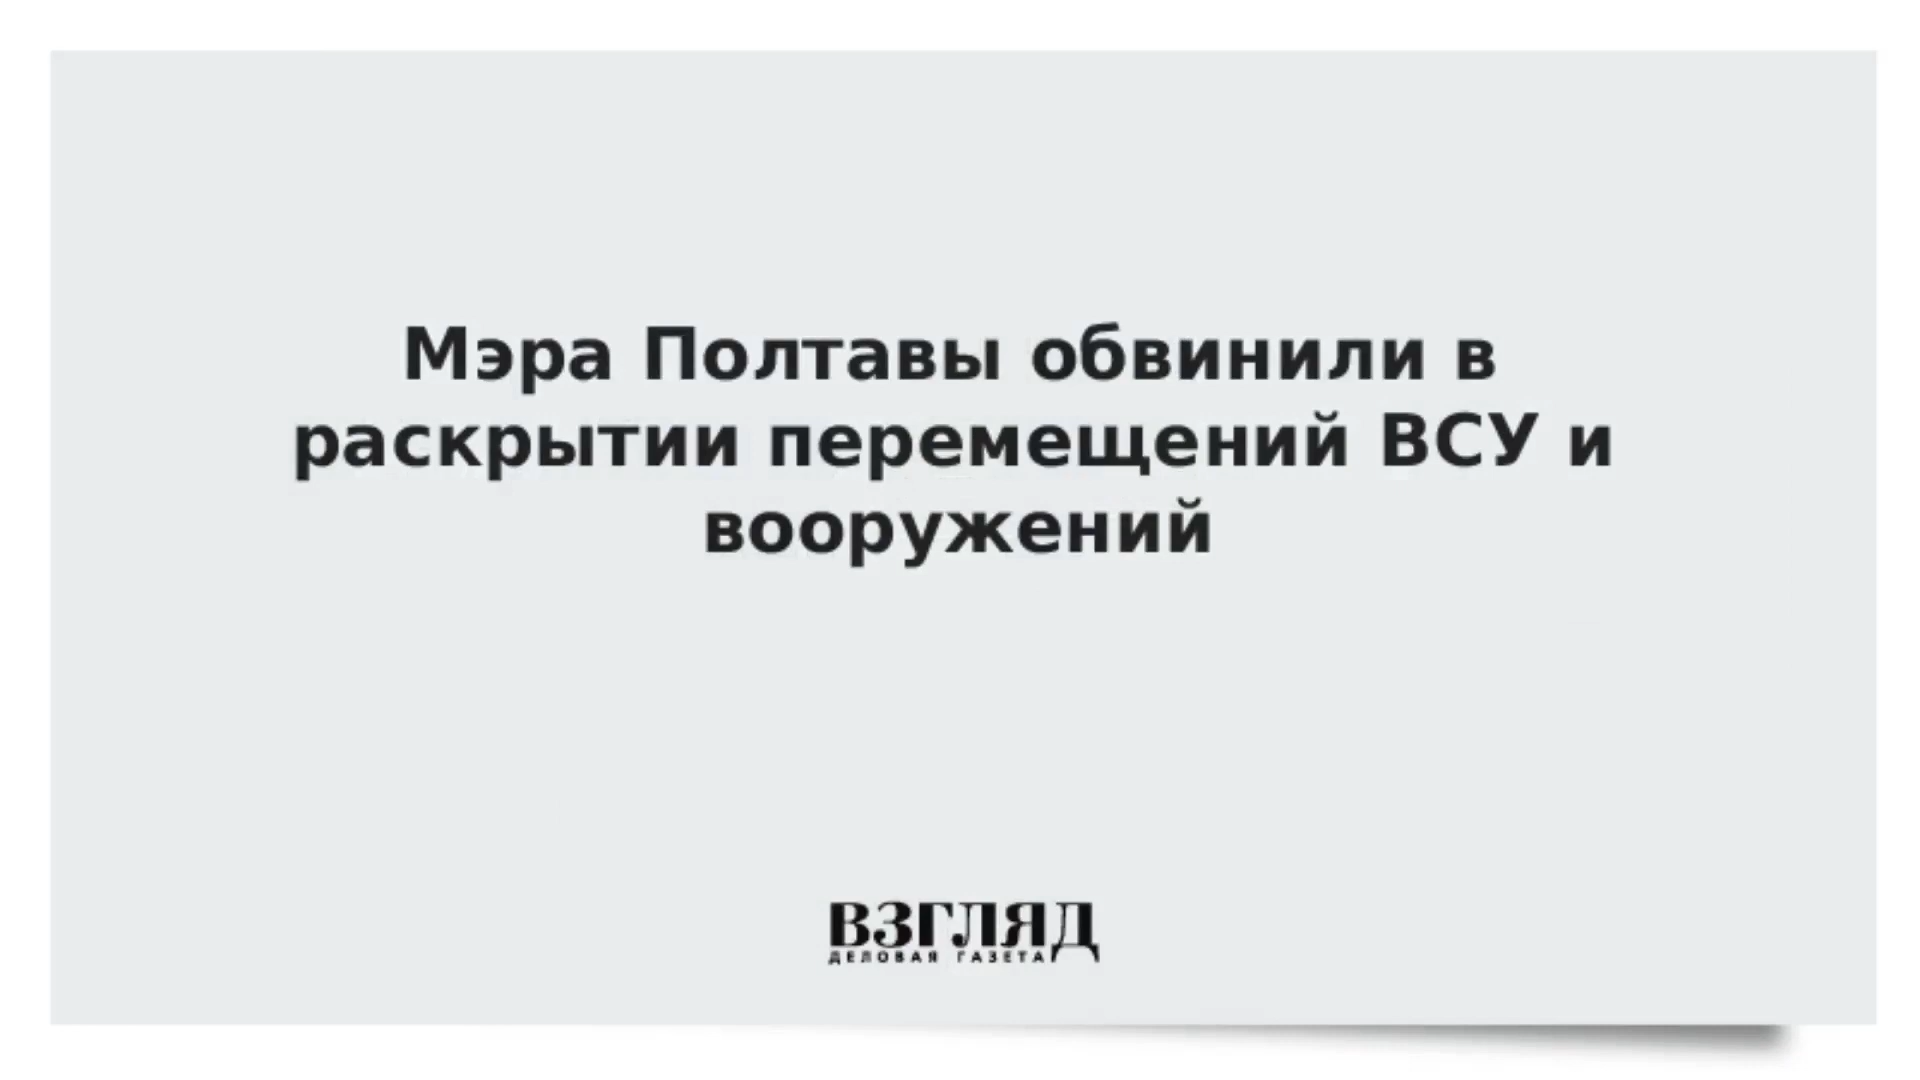 Мэра Полтавы обвинили в
раскрытии перемещений ВСУ и
вооружений
ВЗГЛЯД
ДЕЛОВАЯ ГАЗЕТА